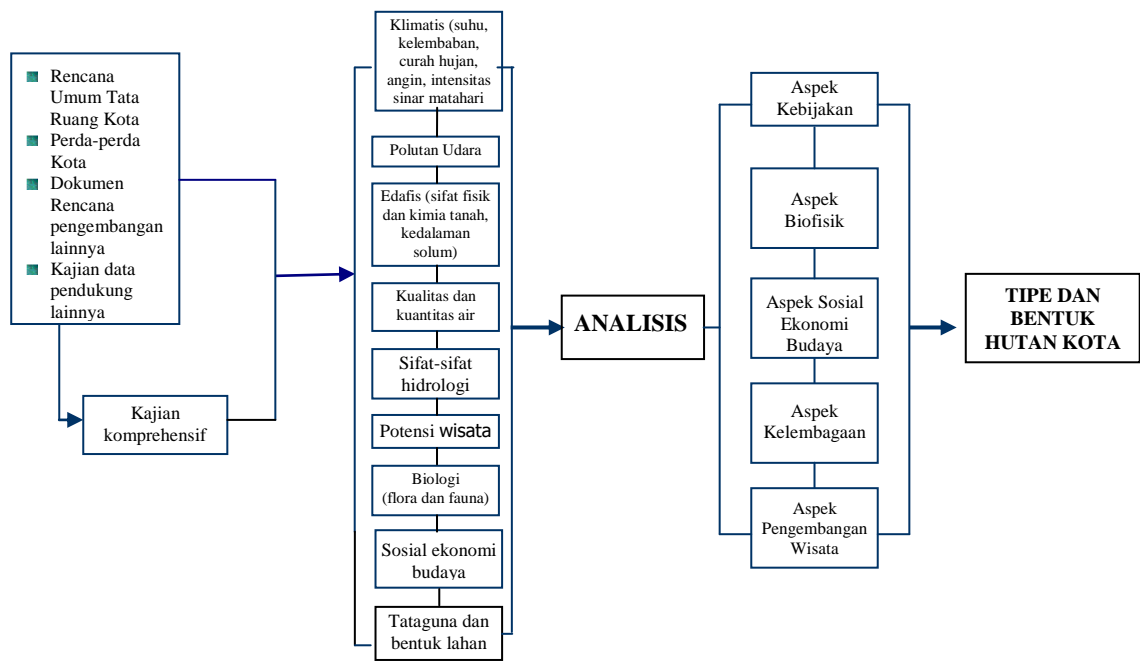 Rencana
Umum Tata
Ruang Kota
Perda-perda
Kota
Dokumen
Rencana
pengembangan
lainnya
Kajian data
pendukung
lainnya
Kajian
komprehensif
Klimatis (suhu,
kelembaban,
curah hujan,
angin, intensitas
sinar matahari
Polutan Udara
Edafis (sifat fisik
dan kimia tanah,
kedalaman
solum)
Kualitas dan
kuantitas air
Sifat-sifat
hidrologi
Potensi wisata
Biologi
(flora dan fauna)
Sosial ekonomi
budaya
Tataguna dan
bentuk lahan
ANALISIS
Aspek
Kebijakan
Aspek
Biofisik
Aspek Sosial
Ekonomi
Budaya
Aspek
Kelembagaan
Aspek
Pengembangan
Wisata
TIPE DAN
BENTUK
HUTAN KOTA